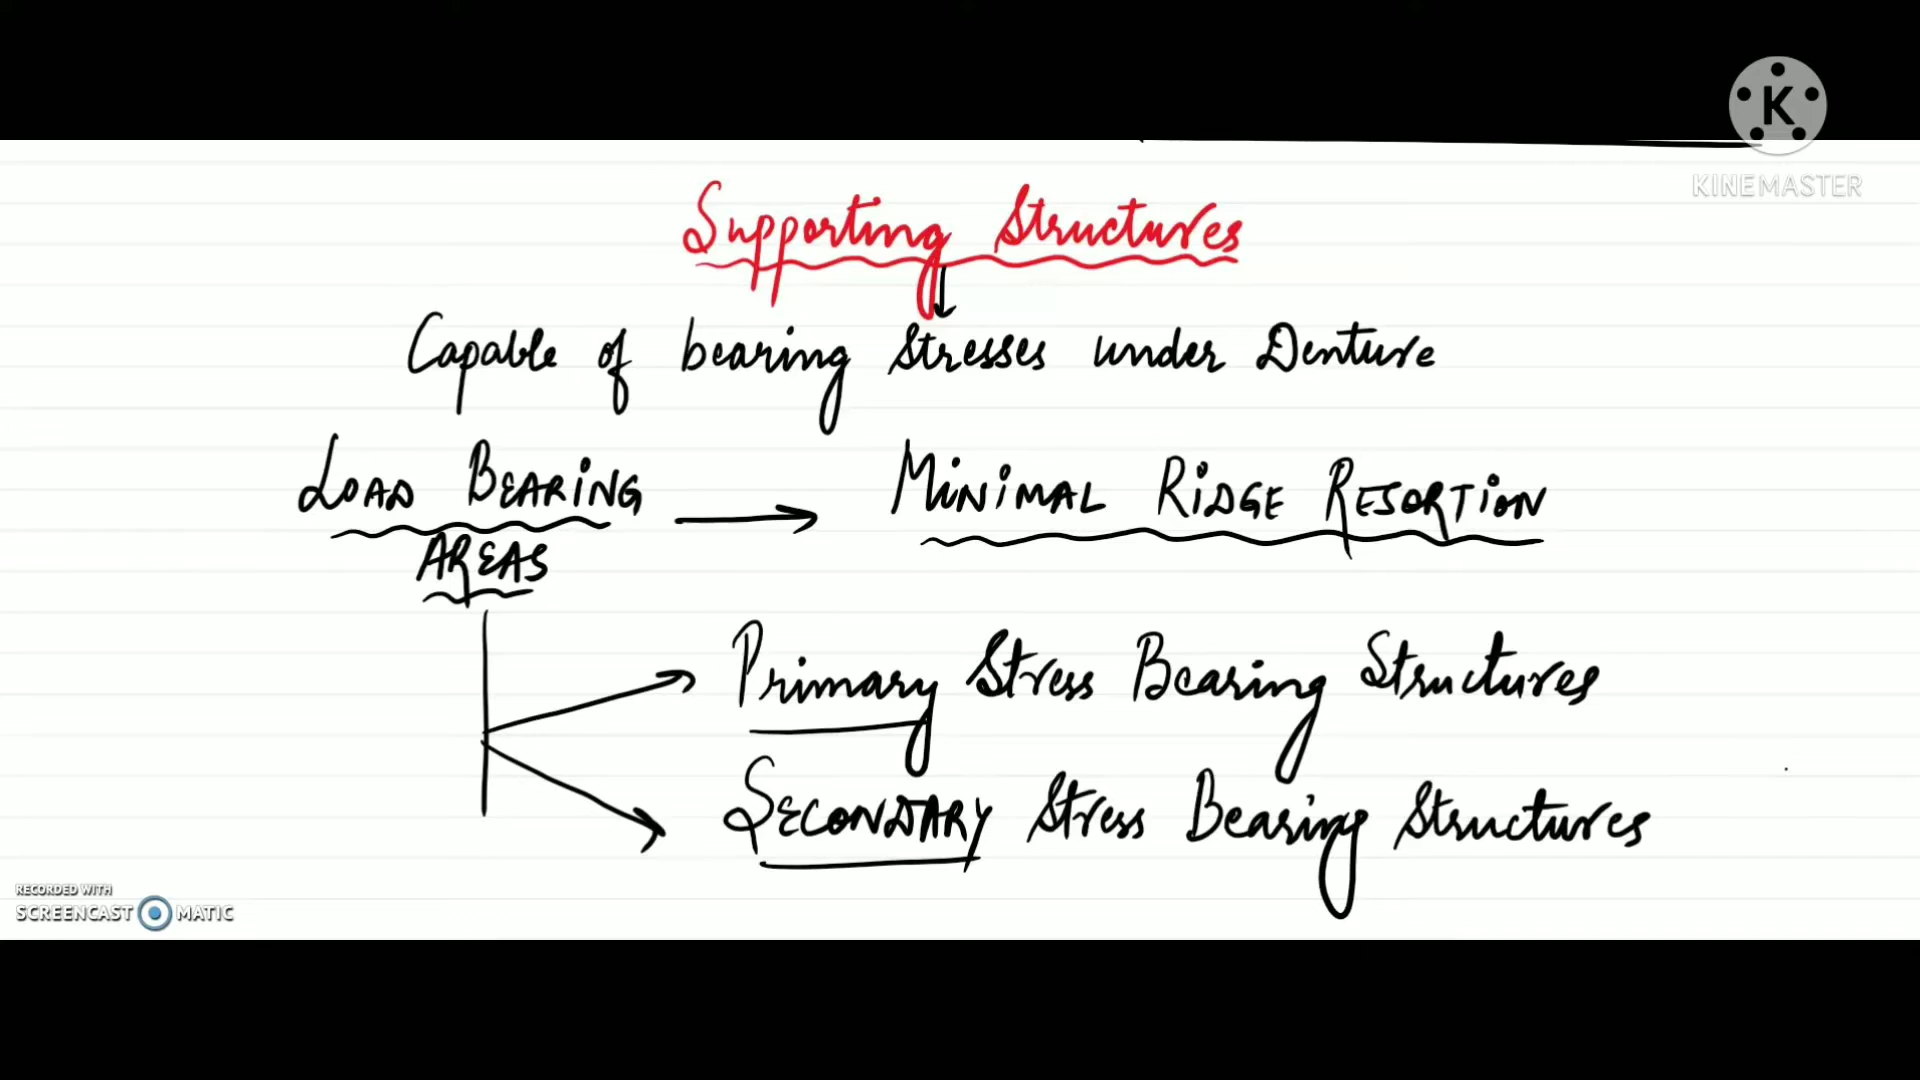 K
KINEMASTER
Supporting Structures
Capable of bearing Stresses under Denture
LOAD BEARING → MINIMAL RIDGE RESORTION
AREAS
Primary Stress Bearing Structures
SECONDARY Stress Bearing Structures
RECORDED WITH
SCREENCAST MATIC